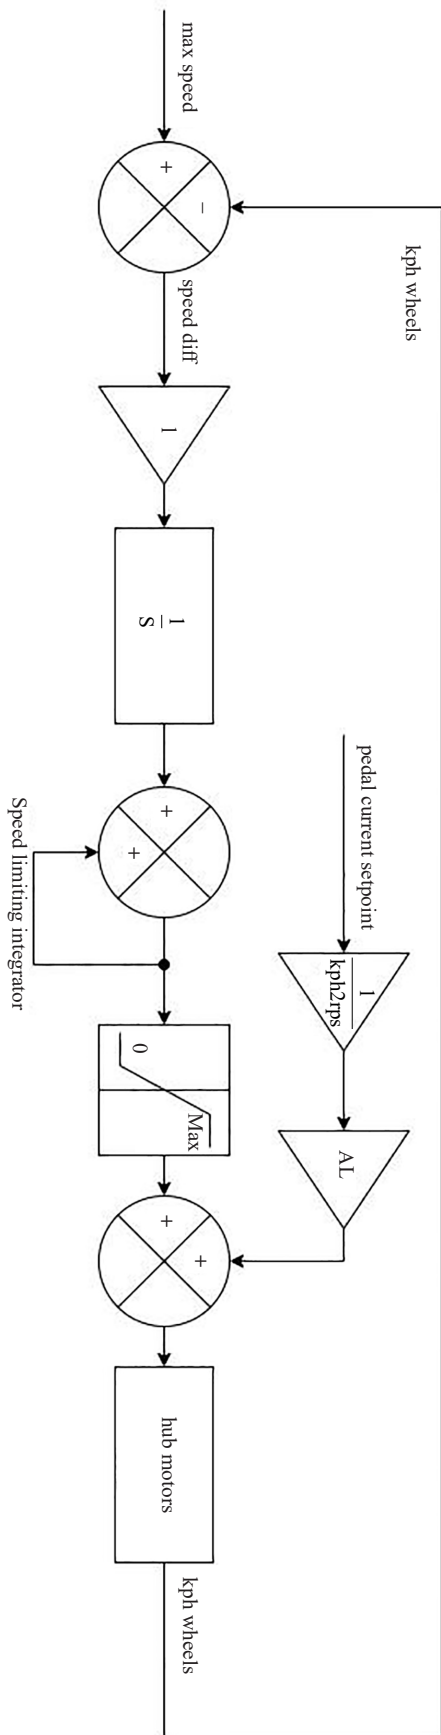 max speed
+
−
kph wheels
speed diff
1
1
S
+
+
Speed limiting integrator
pedal current setpoint
1
kph2rps
AL
0
Max
+
+
hub motors
kph wheels